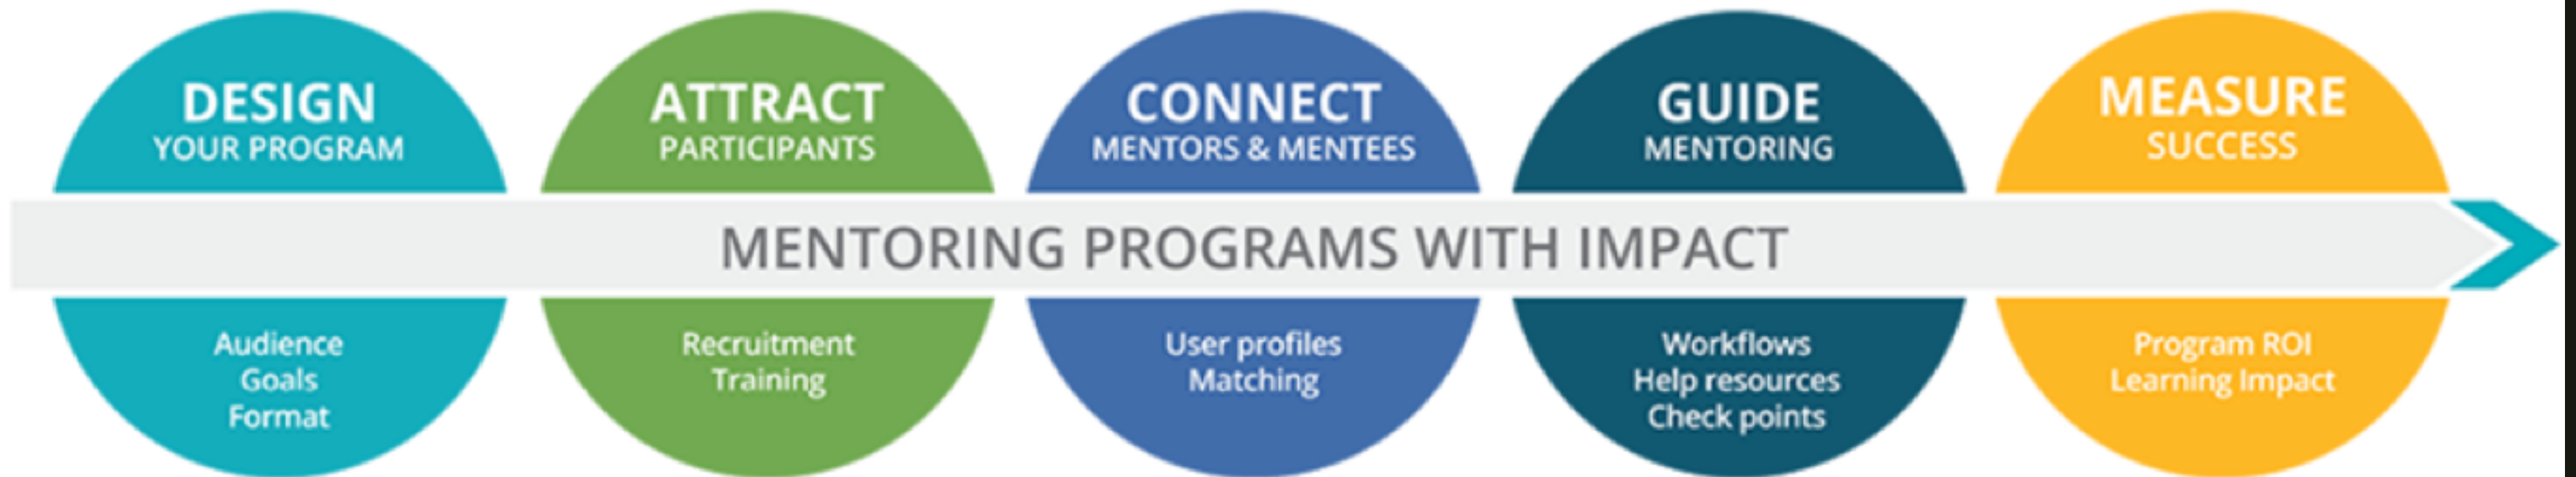 DESIGN
YOUR PROGRAM
ATTRACT
PARTICIPANTS
CONNECT
MENTORS & MENTEES
GUIDE
MENTORING
MEASURE
SUCCESS
MENTORING PROGRAMS WITH IMPACT
Audience
Goals
Format
Recruitment
Training
User profiles
Matching
Workflows
Help resources
Check points
Program ROI
Learning Impact